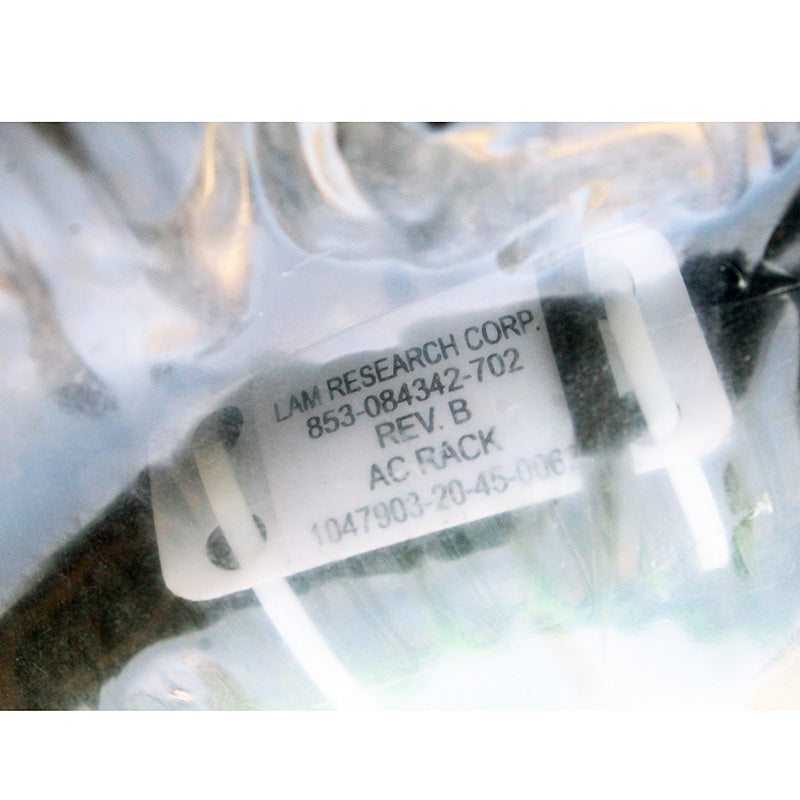 LAM RESEARCH CORP.
853-084342-702
REV. B
AC RACK